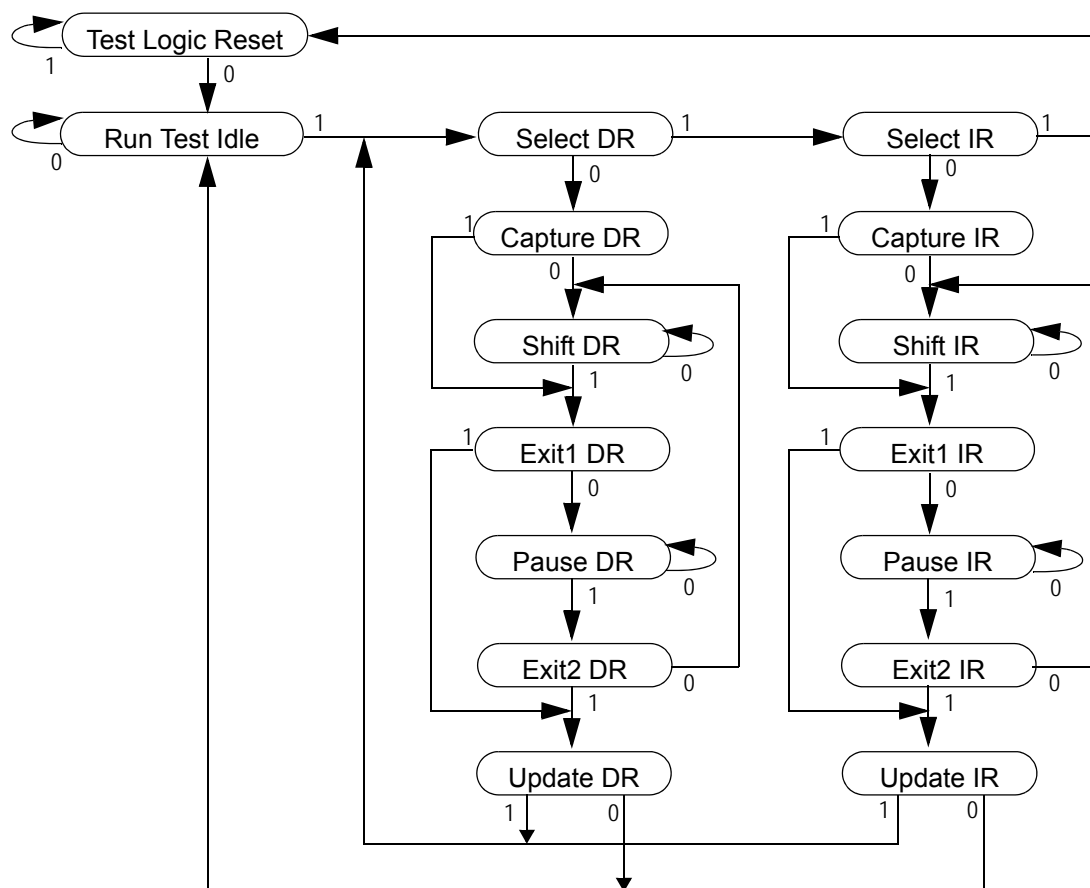 Test Logic Reset
1
0
Run Test Idle
0
1
Select DR
1
0
Select IR
1
0
1
Capture DR
0
1
Capture IR
0
Shift DR
0
1
Shift IR
0
1
1
Exit1 DR
0
1
Exit1 IR
0
Pause DR
0
1
Pause IR
0
1
Exit2 DR
0
1
Exit2 IR
0
1
Update DR
1
0
Update IR
1
0